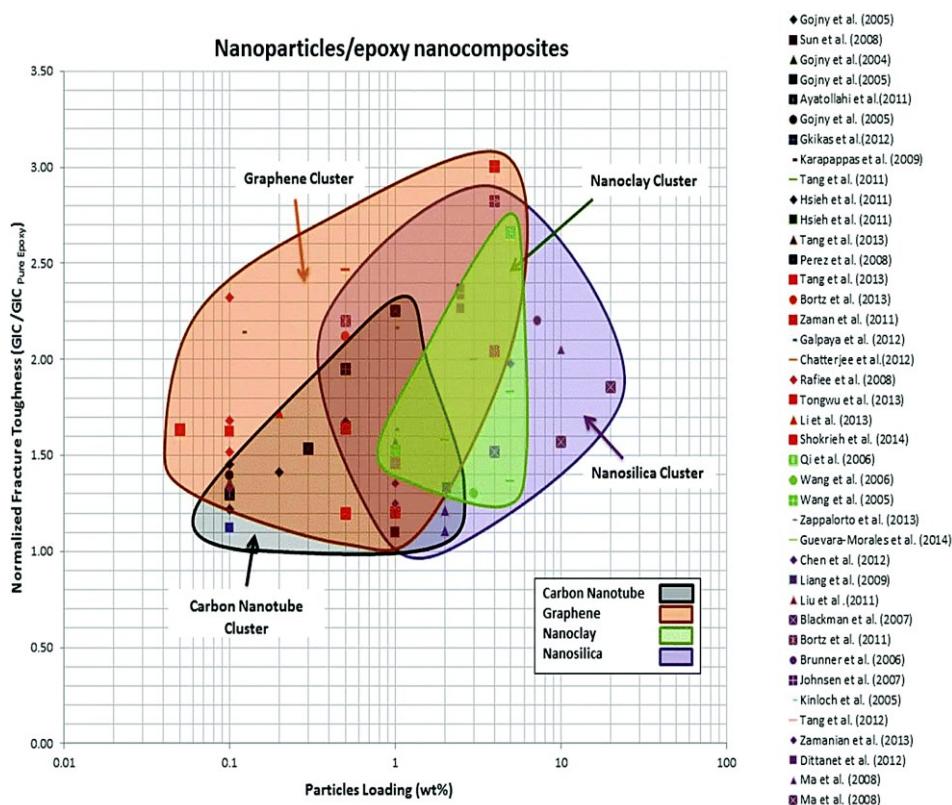 Nanoparticles/epoxy nanocomposites
Normalized Fracture Toughness (GIC/GIC Pure Epoxy)
3.50
3.00
2.50
2.00
1.50
1.00
0.50
0.00
0.01
0.1
1
10
100
Particles Loading (wt%)
Graphene Cluster
Nanoclay Cluster
Nanosilica Cluster
Carbon Nanotube
Cluster
Carbon Nanotube
Graphene
Nanoclay
Nanosilica
Gojny et al. (2005)
Sun et al. (2008)
Gojny et al.(2004)
Gojny et al. (2005)
Ayatollahi et al.(2011)
Gojny et al. (2005)
Gkikas et al.(2012)
Karapappas et al. (2009)
Tang et al. (2011)
Hsieh et al. (2011)
Hsieh et al. (2011)
Tang et al. (2013)
Perez et al. (2008)
Tang et al. (2013)
Bortz et al. (2013)
Zaman et al. (2011)
Galpaya et al. (2012)
Chatterjee et al.(2012)
Rafiee et al. (2008)
Tongwu et al. (2013)
Li et al. (2013)
Shokrieh et al. (2014)
Qi et al. (2006)
Wang et al. (2006)
Wang et al. (2005)
Zappalorto et al. (2013)
Guevara-Morales et al. (2014)
Chen et al. (2012)
Liang et al. (2009)
Liu et al .(2011)
Blackman et al. (2007)
Bortz et al. (2011)
Brunner et al. (2006)
Johnsen et al. (2007)
Kinloch et al. (2005)
Tang et al. (2012)
Zamanian et al. (2013)
Dittanet et al. (2012)
Ma et al. (2008)
Ma et al. (2008)